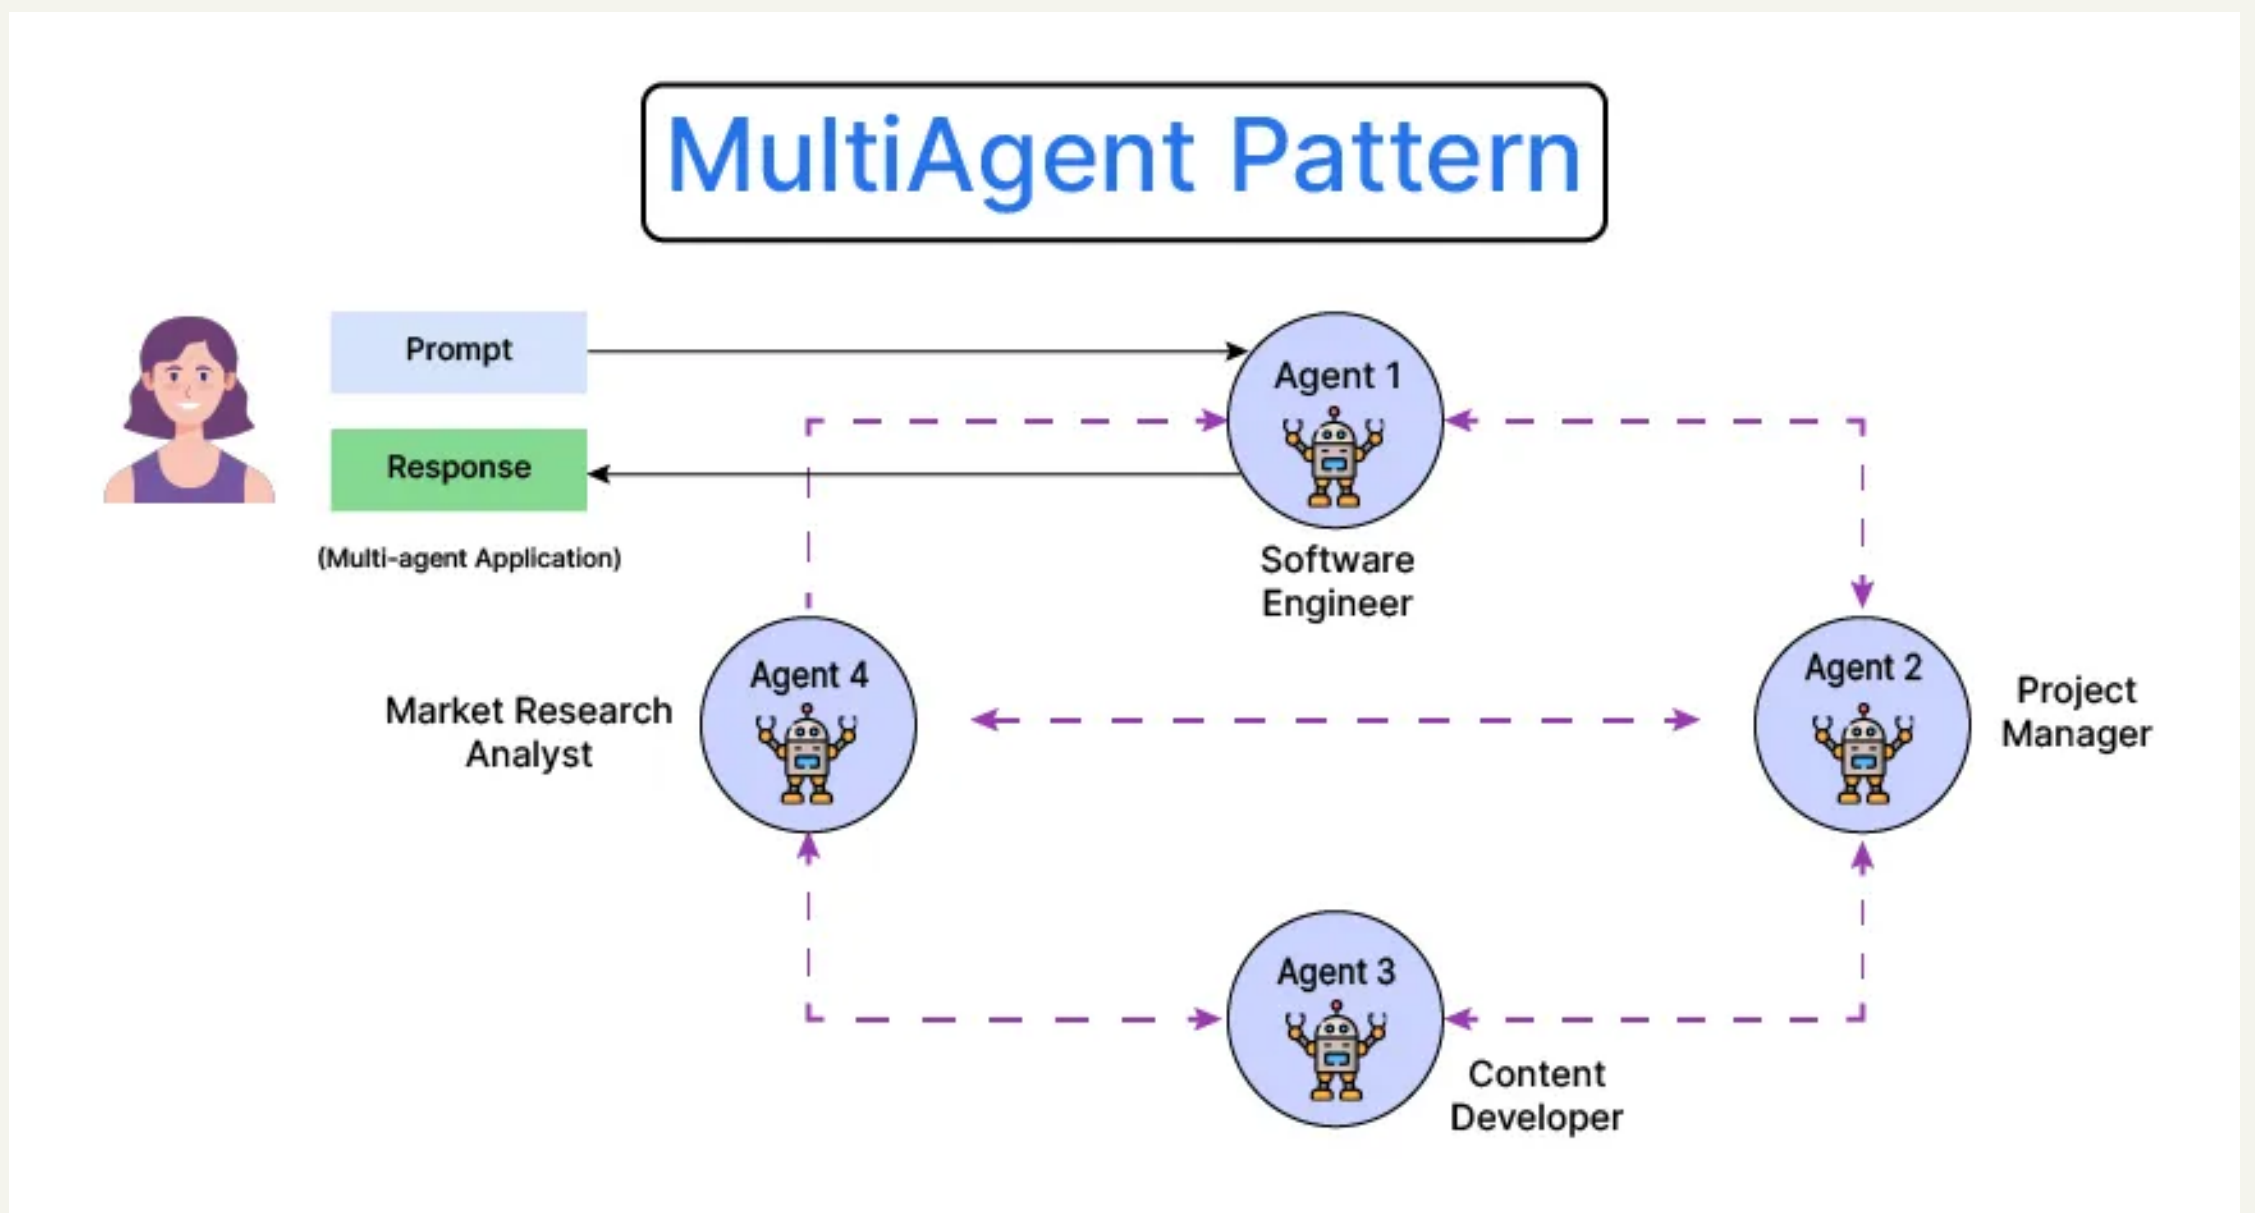 MultiAgent Pattern
Prompt
Response
(Multi-agent Application)
Agent 1
Software
Engineer
Agent 4
Market Research
Analyst
Agent 2
Project
Manager
Agent 3
Content
Developer